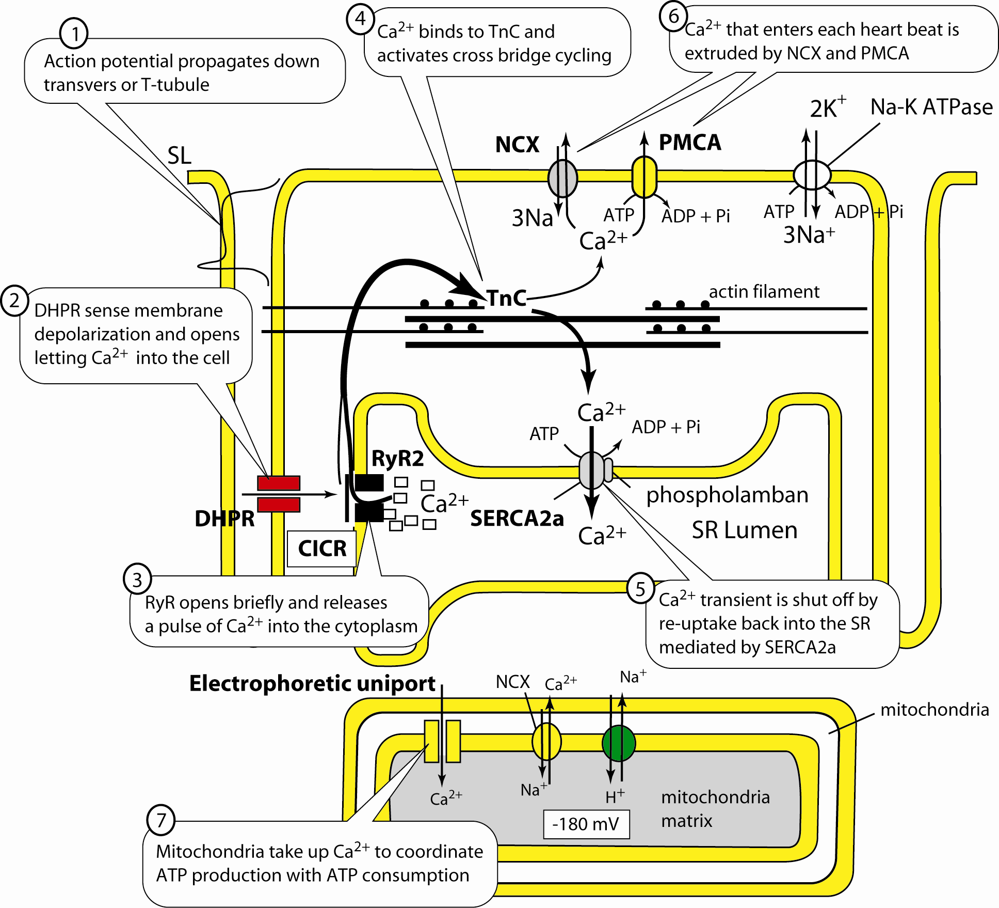 1
Action potential propagates down
transvers or T-tubule
4
Ca2+ binds to TnC and
activates cross bridge cycling
6
Ca2+ that enters each heart beat is
extruded by NCX and PMCA
2K+
Na-K ATPase
SL
NCX
PMCA
3Na
ATP
ADP + Pi
ATP
ADP + Pi
Ca2+
3Na+
2
DHPR sense membrane
depolarization and opens
letting Ca2+ into the cell
TnC
actin filament
Ca2+
ATP
ADP + Pi
RyR2
Ca2+
phospholamban
DHPR
SERCA2a
SR Lumen
Ca2+
CICR
3
RyR opens briefly and releases
a pulse of Ca2+ into the cytoplasm
5
Ca2+ transient is shut off by
re-uptake back into the SR
mediated by SERCA2a
Electrophoretic uniport
NCX
Ca2+
Na+
mitochondria
Ca2+
Na+
H+
mitochondria
matrix
-180 mV
7
Mitochondria take up Ca2+ to coordinate
ATP production with ATP consumption